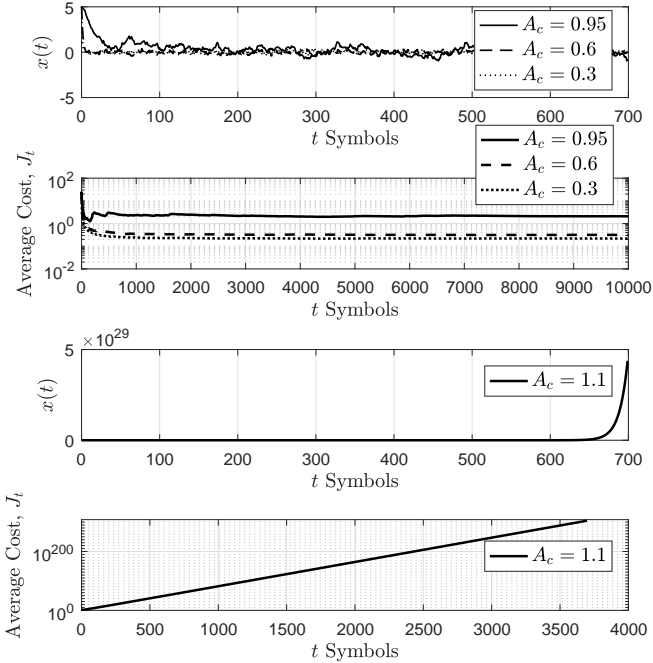 5
0
-5
x(t)
A_c = 0.95
A_c = 0.6
A_c = 0.3
0 100 200 300 400 500 600 700
t Symbols
Average Cost, J_t
10^2
10^0
10^-2
A_c = 0.95
A_c = 0.6
A_c = 0.3
0 1000 2000 3000 4000 5000 6000 7000 8000 9000 10000
t Symbols
×10^29
5
0
x(t)
A_c = 1.1
0 100 200 300 400 500 600 700
t Symbols
Average Cost, J_t
10^200
10^0
A_c = 1.1
0 500 1000 1500 2000 2500 3000 3500 4000
t Symbols